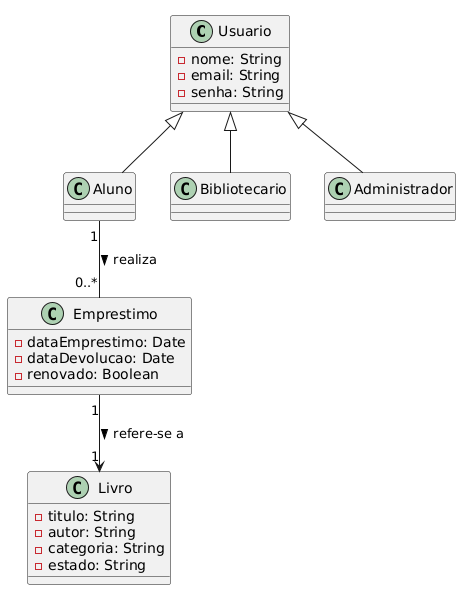 C Usuario
nome: String
email: String
senha: String
C Aluno
C Bibliotecario
C Administrador
1
realiza
0..*
C Emprestimo
dataEmprestimo: Date
dataDevolucao: Date
renovado: Boolean
1
refere-se a
1
C Livro
titulo: String
autor: String
categoria: String
estado: String